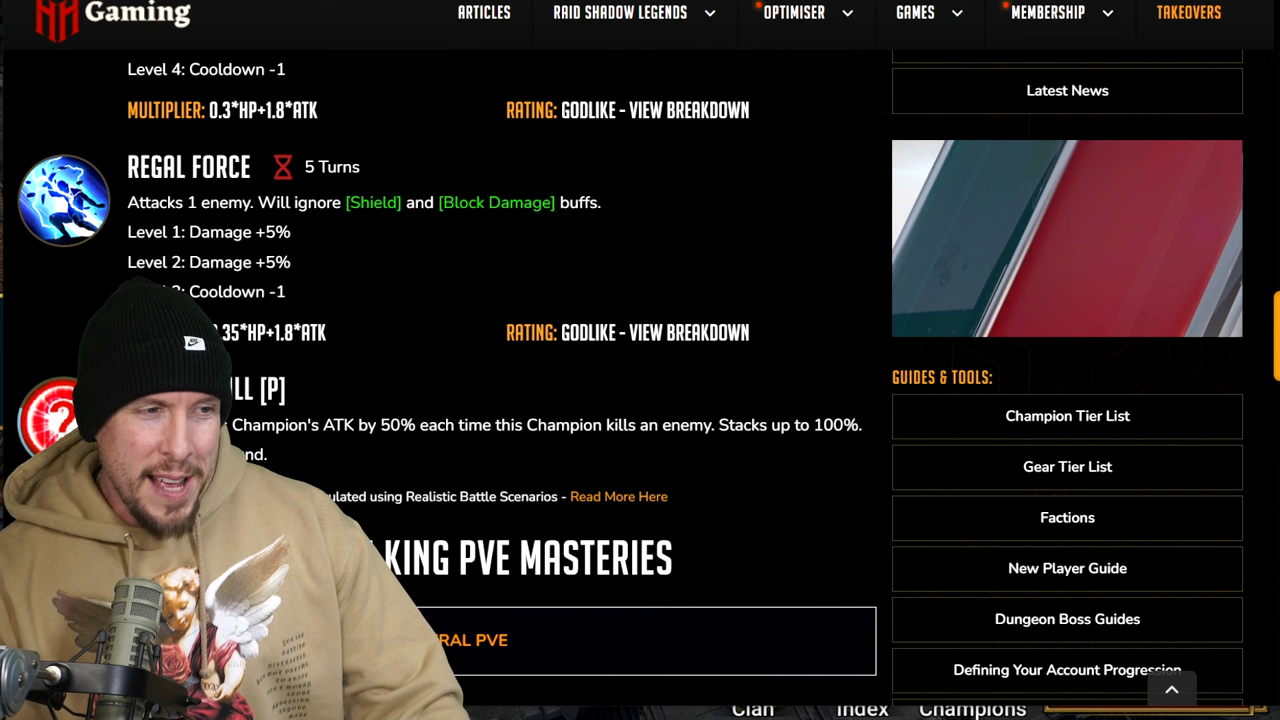 Gaming
ARTICLES
RAID SHADOW LEGENDS
OPTIMISER
GAMES
MEMBERSHIP
TAKEOVERS
Level 4: Cooldown -1
MULTIPLIER: 0.3*HP+1.8*ATK
RATING: GODLIKE - VIEW BREAKDOWN
REGAL FORCE
5 Turns
Attacks 1 enemy. Will ignore [Shield] and [Block Damage] buffs.
Level 1: Damage +5%
Level 2: Damage +5%
Cooldown -1
.35*HP+1.8*ATK
RATING: GODLIKE - VIEW BREAKDOWN
[P]
Champion's ATK by 50% each time this Champion kills an enemy. Stacks up to 100%.
using Realistic Battle Scenarios - Read More Here
KING PVE MASTERIES
PVE
Latest News
GUIDES & TOOLS:
Champion Tier List
Gear Tier List
Factions
New Player Guide
Dungeon Boss Guides
Defining Your Account Progression
Clan
Index
Champions